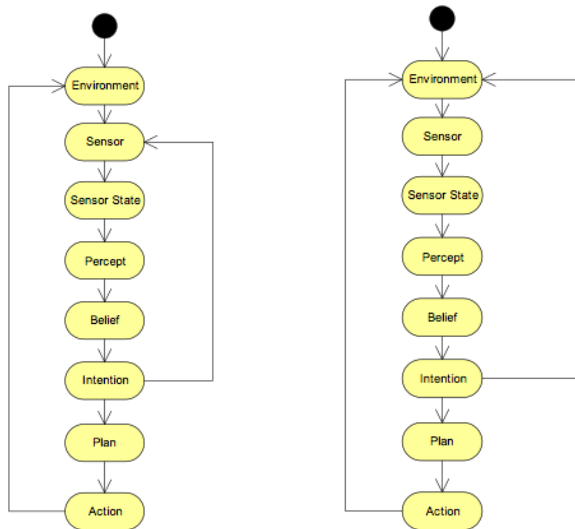 Environment
Sensor
Sensor State
Percept
Belief
Intention
Plan
Action
Environment
Sensor
Sensor State
Percept
Belief
Intention
Plan
Action